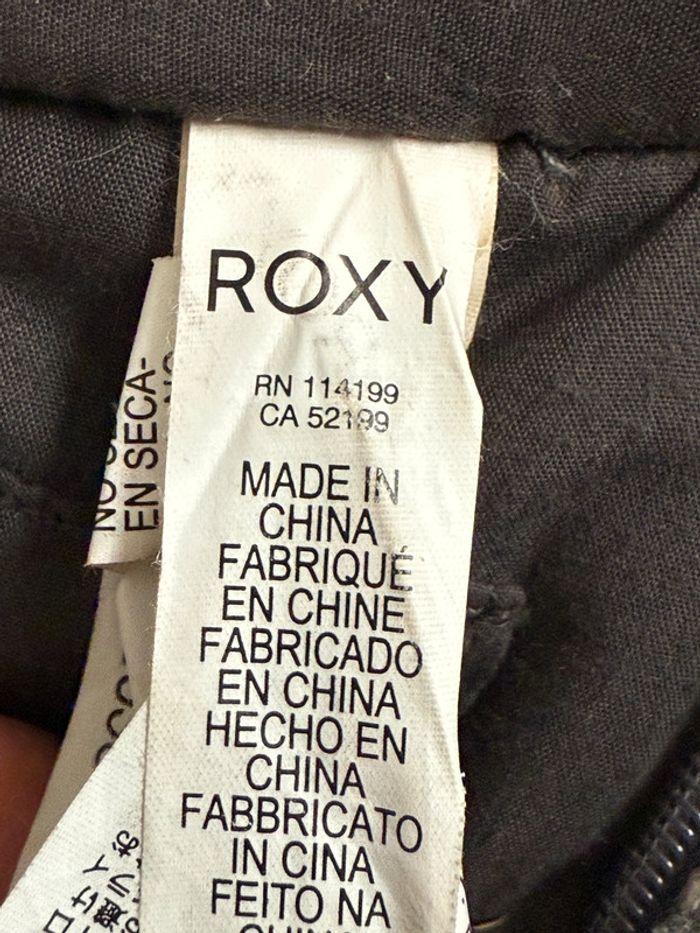 ROXY
RN 114199
CA 52199
MADE IN
CHINA
FABRIQUÉ
EN CHINE
FABRICADO
EN CHINA
HECHO EN
CHINA
FABBRICATO
IN CINA
FEITO NA
CHINA
EN SECA-
NO